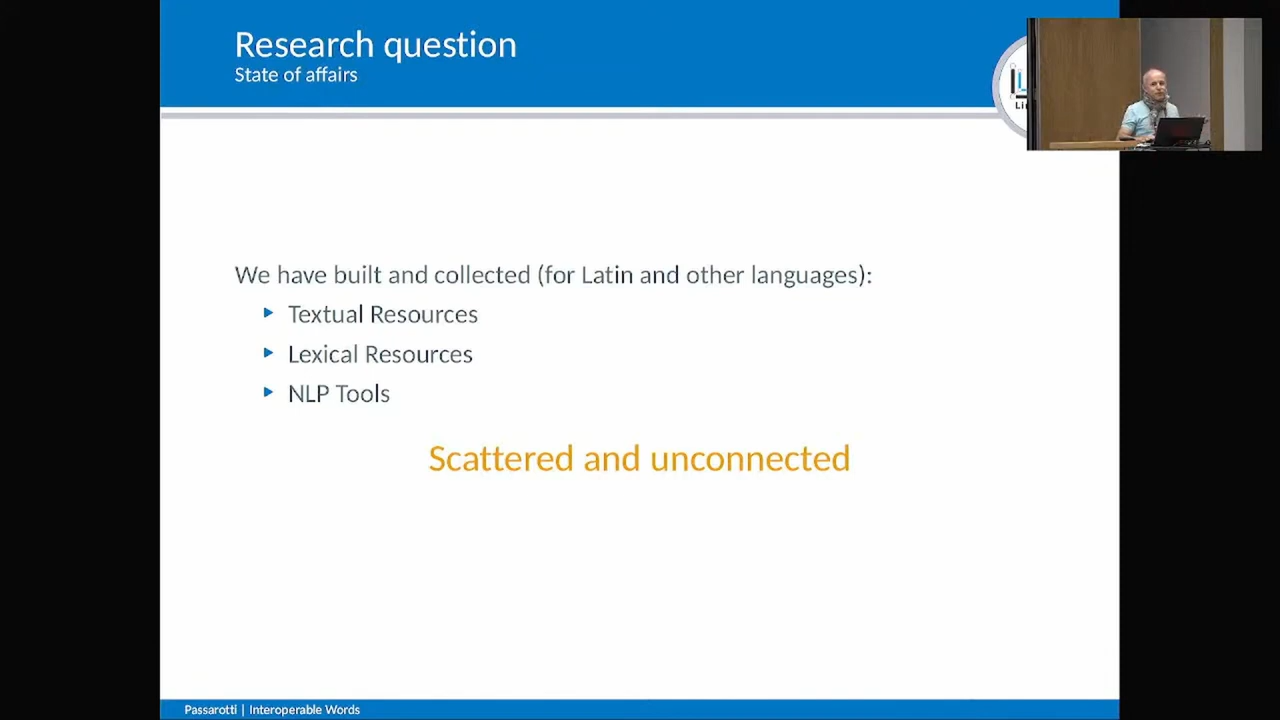 Research question
State of affairs
We have built and collected (for Latin and other languages):
Textual Resources
Lexical Resources
NLP Tools
Scattered and unconnected
Passarotti | Interoperable Words